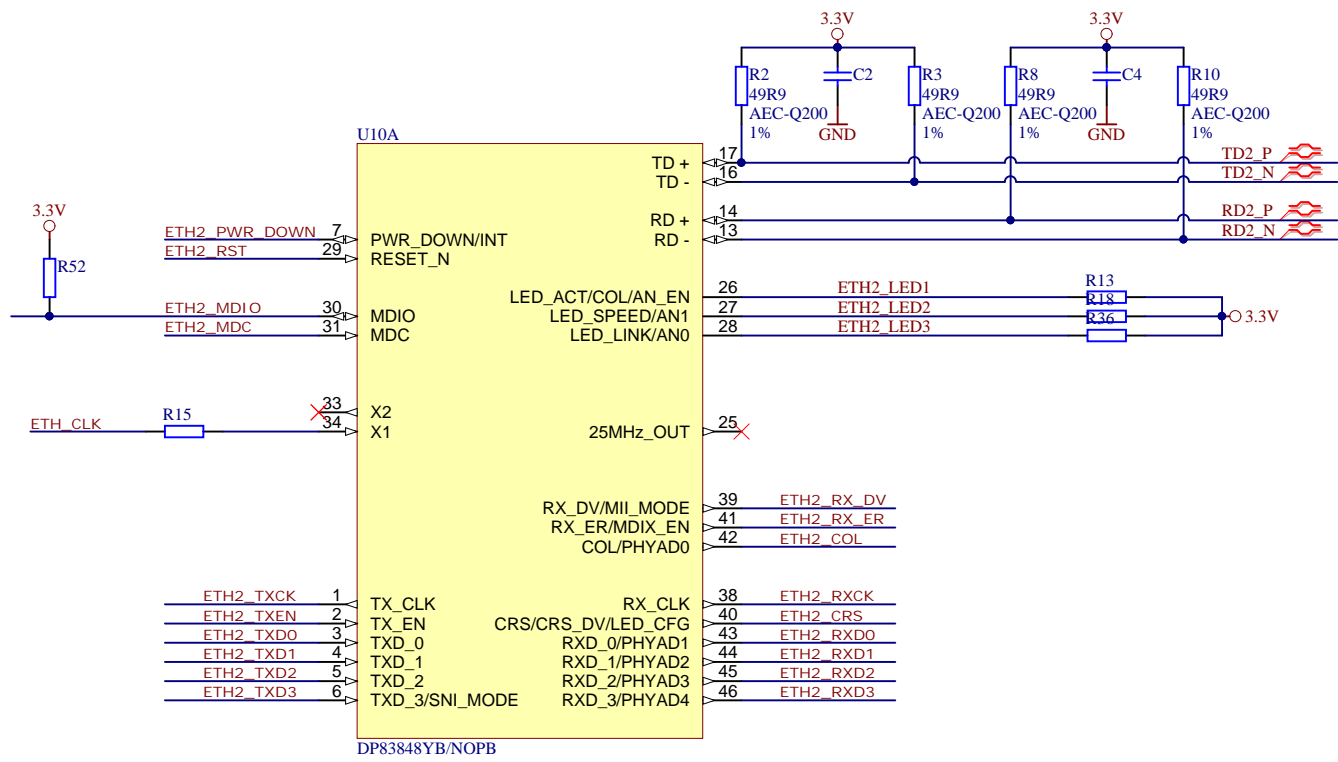 3.3V
3.3V
R2
49R9
AEC-Q200
1%
C2
GND
R3
49R9
AEC-Q200
1%
R8
49R9
AEC-Q200
1%
C4
GND
R10
49R9
AEC-Q200
1%
U10A
TD + 17 TD2_P
TD - 16 TD2_N
RD + 14 RD2_P
RD - 13 RD2_N
3.3V
R52
ETH2_PWR_DOWN 7 PWR_DOWN/INT
ETH2_RST 29 RESET_N
ETH2_MDIO 30 MDIO
ETH2_MDC 31 MDC
LED_ACT/COL/AN_EN 26 ETH2_LED1 R13
LED_SPEED/AN1 27 ETH2_LED2 R18
LED_LINK/AN0 28 ETH2_LED3 R36
3.3V
33 X2
ETH_CLK R15 34 X1
25MHz_OUT 25
RX_DV/MII_MODE 39 ETH2_RX_DV
RX_ER/MDIX_EN 41 ETH2_RX_ER
COL/PHYAD0 42 ETH2_COL
ETH2_TXCK 1 TX_CLK
ETH2_TXEN 2 TX_EN
ETH2_TXD0 3 TXD_0
ETH2_TXD1 4 TXD_1
ETH2_TXD2 5 TXD_2
ETH2_TXD3 6 TXD_3/SNI_MODE
RX_CLK 38 ETH2_RXCK
CRS/CRS_DV/LED_CFG 40 ETH2_CRS
RXD_0/PHYAD1 43 ETH2_RXD0
RXD_1/PHYAD2 44 ETH2_RXD1
RXD_2/PHYAD3 45 ETH2_RXD2
RXD_3/PHYAD4 46 ETH2_RXD3
DP83848YB/NOPB